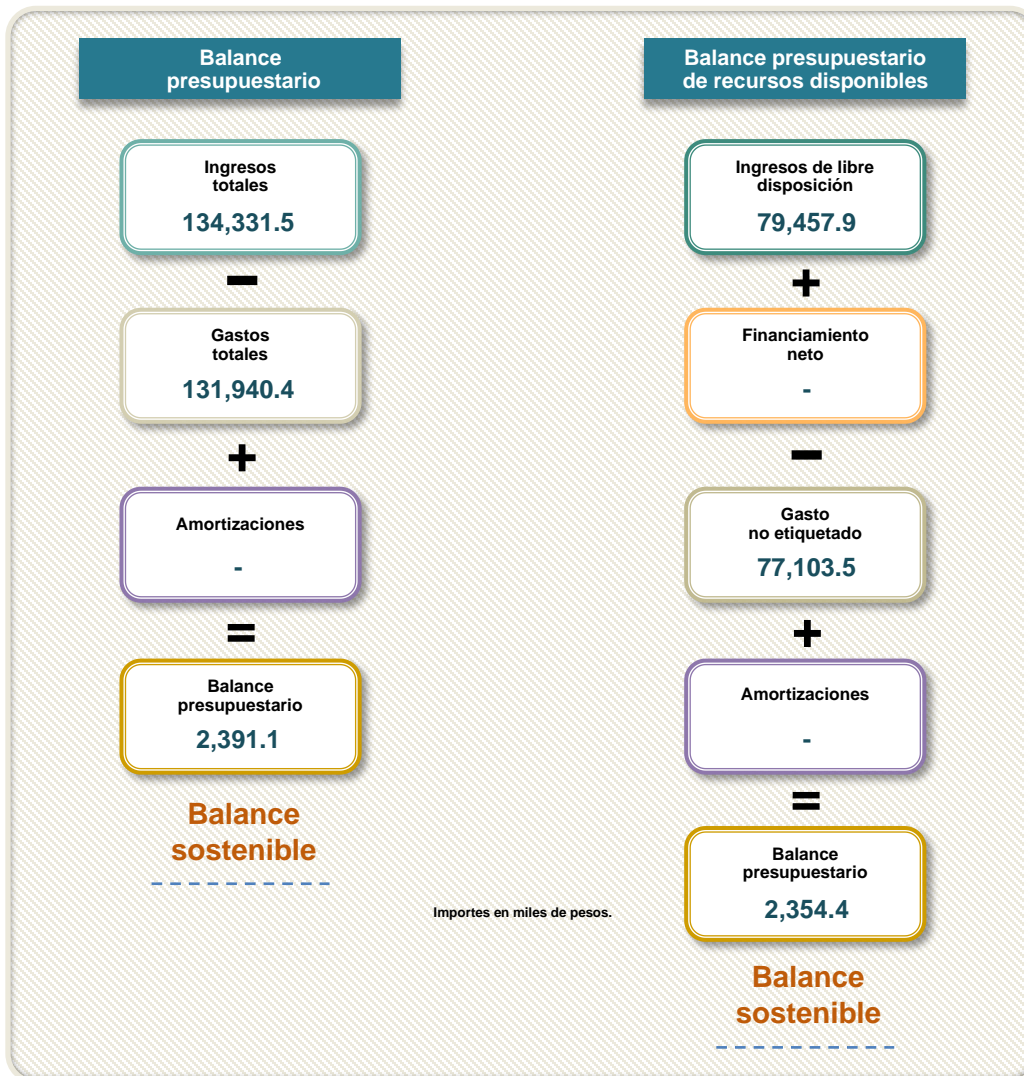 Balance
presupuestario
Ingresos
totales
134,331.5
−
Gastos
totales
131,940.4
+
Amortizaciones
-
=
Balance
presupuestario
2,391.1
Balance
sostenible
Balance presupuestario
de recursos disponibles
Ingresos de libre
disposición
79,457.9
+
Financiamiento
neto
-
−
Gasto
no etiquetado
77,103.5
+
Amortizaciones
-
=
Balance
presupuestario
2,354.4
Balance
sostenible
Importes en miles de pesos.